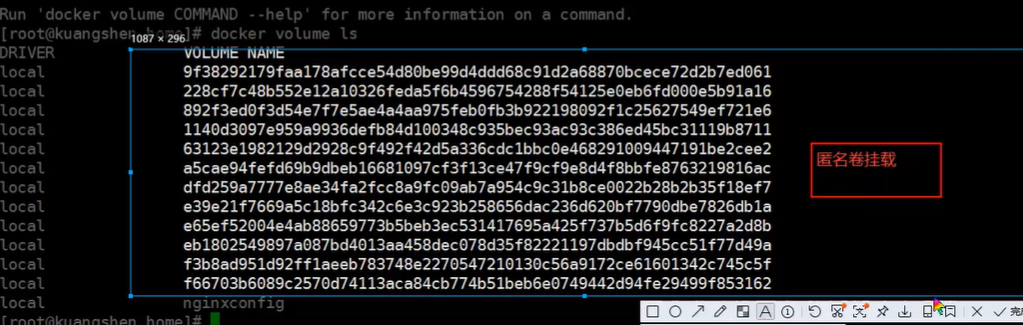 Run 'docker volume COMMAND --help' for more information on a command.
[root@kuangshen home]# docker volume ls
1087 × 296
DRIVER VOLUME NAME
local 9f38292179faa178afcce54d80be99d4ddd68c91d2a68870bcece72d2b7ed061
local 228cf7c48b552e12a10326feda5f6b4596754288f54125e0eb6fd000e5b91a16
local 892f3ed0f3d54e7f7e5ae4a4aa975feb0fb3b922198092f1c25627549ef721e6
local 1140d3097e959a9936defb84d100348c935bec93ac93c386ed45bc31119b8711
local 63123e1982129d2928c9f492f42d5a336cdc1bbc0e468291009447191be2cee2
匿名卷挂载
local a5cae94fefd69b9dbeb16681097cf3f13ce47f9cf9e8d4f8bbfe8763219816ac
local dfd259a7777e8ae34fa2fcc8a9fc09ab7a954c9c31b8ce0022b28b2b35f18ef7
local e39e21f7669a5c18bfc342c6e3c923b258656dac236d620bf7790dbe7826db1a
local e65ef52004e4ab88659773b5beb3ec531417695a425f737b5d6f9fc8227a2d8b
local eb1802549897a087bd4013aa458dec078d35f82221197dbdbf945cc51f77d49a
local f3b8ad951d92ff1aeeb783748e2270547210130c56a9172ce61601342c745c5f
local f66703b6089c2570d74113aca84cb774b51beb6e0749442d94fe29499f853162
local nginxconfig
[root@kuangshen home]#